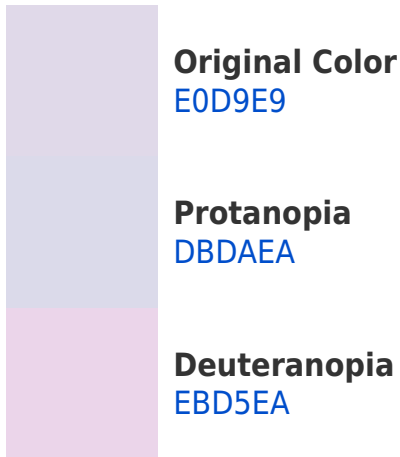 Original Color
E0D9E9
Protanopia
DBDAEA
Deuteranopia
EBD5EA